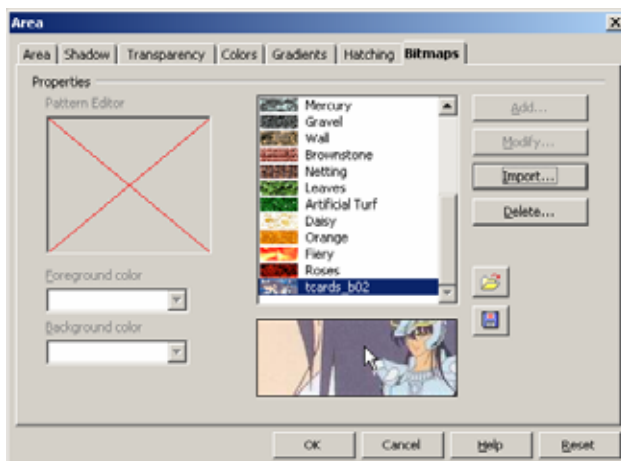 Area
Area Shadow Transparency Colors Gradients Hatching Bitmaps
Properties
Pattern Editor
Mercury
Gravel
Wall
Brownstone
Netting
Leaves
Artificial Turf
Daisy
Orange
Fiery
Roses
tcards_b02
Add...
Modify...
Import...
Delete...
Foreground color
Background color
OK Cancel Help Reset